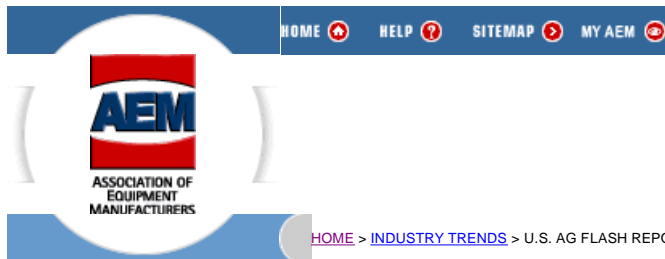 HOME HELP SITEMAP MY AEM
AEM
ASSOCIATION OF
EQUIPMENT
MANUFACTURERS
HOME > INDUSTRY TRENDS > U.S. AG FLASH REPO